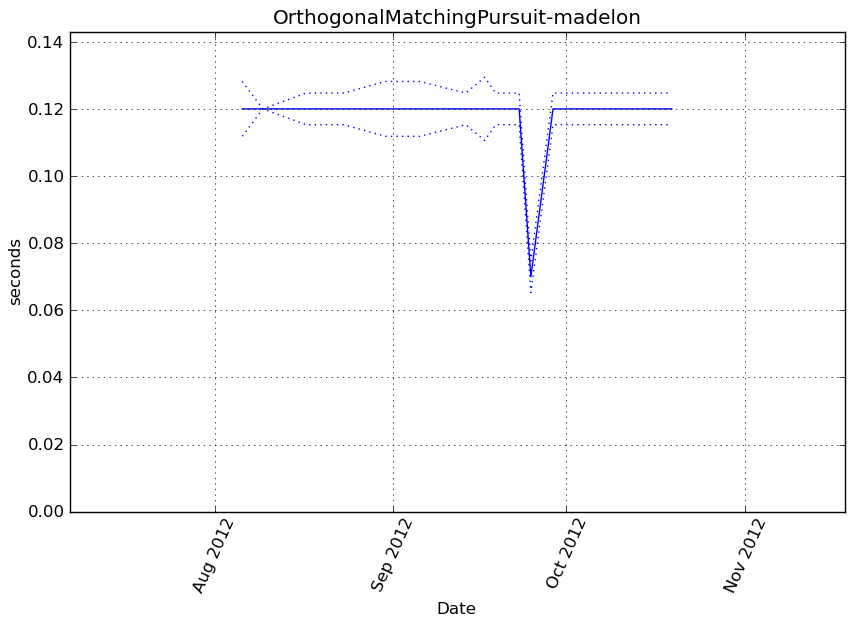 OrthogonalMatchingPursuit-madelon
0.14
0.12
0.10
0.08
0.06
0.04
0.02
0.00
seconds
Aug 2012
Sep 2012
Oct 2012
Nov 2012
Date